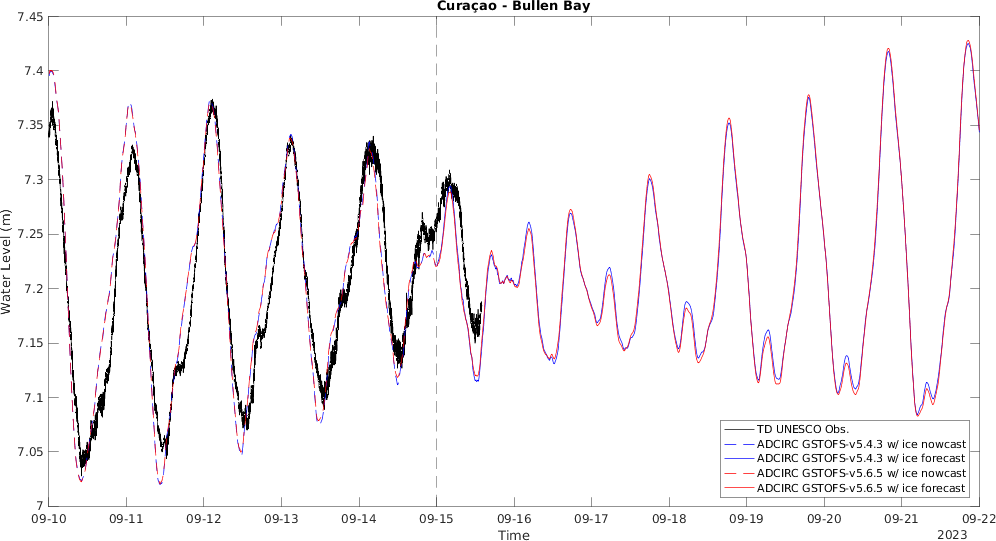 Curaçao - Bullen Bay
7.45
7.4
7.35
7.3
7.25
7.2
7.15
7.1
7.05
7
Water Level (m)
09-10 09-11 09-12 09-13 09-14 09-15 09-16 09-17 09-18 09-19 09-20 09-21 09-22
Time
2023
TD UNESCO Obs.
ADCIRC GSTOFS-v5.4.3 w/ ice nowcast
ADCIRC GSTOFS-v5.4.3 w/ ice forecast
ADCIRC GSTOFS-v5.6.5 w/ ice nowcast
ADCIRC GSTOFS-v5.6.5 w/ ice forecast